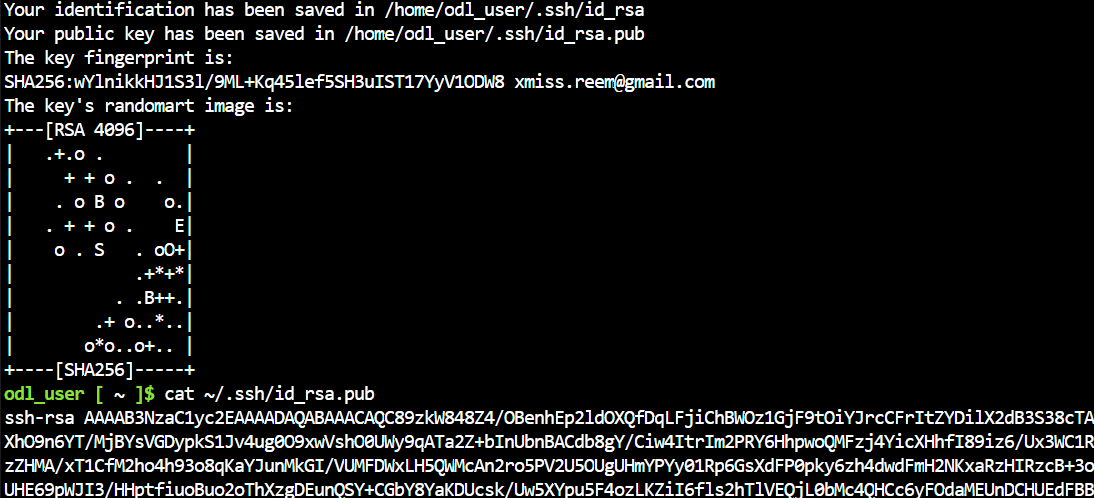 Your identification has been saved in /home/odl_user/.ssh/id_rsa
Your public key has been saved in /home/odl_user/.ssh/id_rsa.pub
The key fingerprint is:
SHA256:wYlnikkHJ1S3l/9ML+Kq45lef5SH3uIST17YyV1ODW8 xmiss.reem@gmail.com
The key's randomart image is:
+---[RSA 4096]----+
|   .+.o .        |
|     + + o .  .  |
|    . o B o    o.|
|   . + + o .    E|
|    o . S   . oO+|
|            .+*+*|
|          . .B++.|
|        .+ o..*..|
|       o*o..o+.. |
+----[SHA256]-----+
odl_user [ ~ ]$ cat ~/.ssh/id_rsa.pub
ssh-rsa AAAAB3NzaC1yc2EAAAADAQABAAACAQC89zkW848Z4/OBenhEp2ldOXQfDqLFjiChBWOz1GjF9tOiYJrcCFrItZYDilX2dB3S38cTA
XhO9n6YT/MjBYsVGDypkS1Jv4ug0O9xwVshO0UWy9qATa2Z+bInUbnBACdb8gY/Ciw4ItrIm2PRY6HhpwoQMFzj4YicXHhfI89iz6/Ux3WC1R
zZHMA/xT1CfM2ho4h93o8qKaYJunMkGI/VUMFDWxLH5QWMcAn2ro5PV2U5OUgUHmYPYy01Rp6GsXdFP0pky6zh4dwdFmH2NKxaRzHIRzcB+3o
UHE69pWJI3/HHptfiuoBuo2oThXzgDEunQSY+CGbY8YaKDUcsk/Uw5XYpu5F4ozLKZiI6fls2hTlVEQjL0bMc4QHCc6yFOdaMEUnDCHUEdFBB